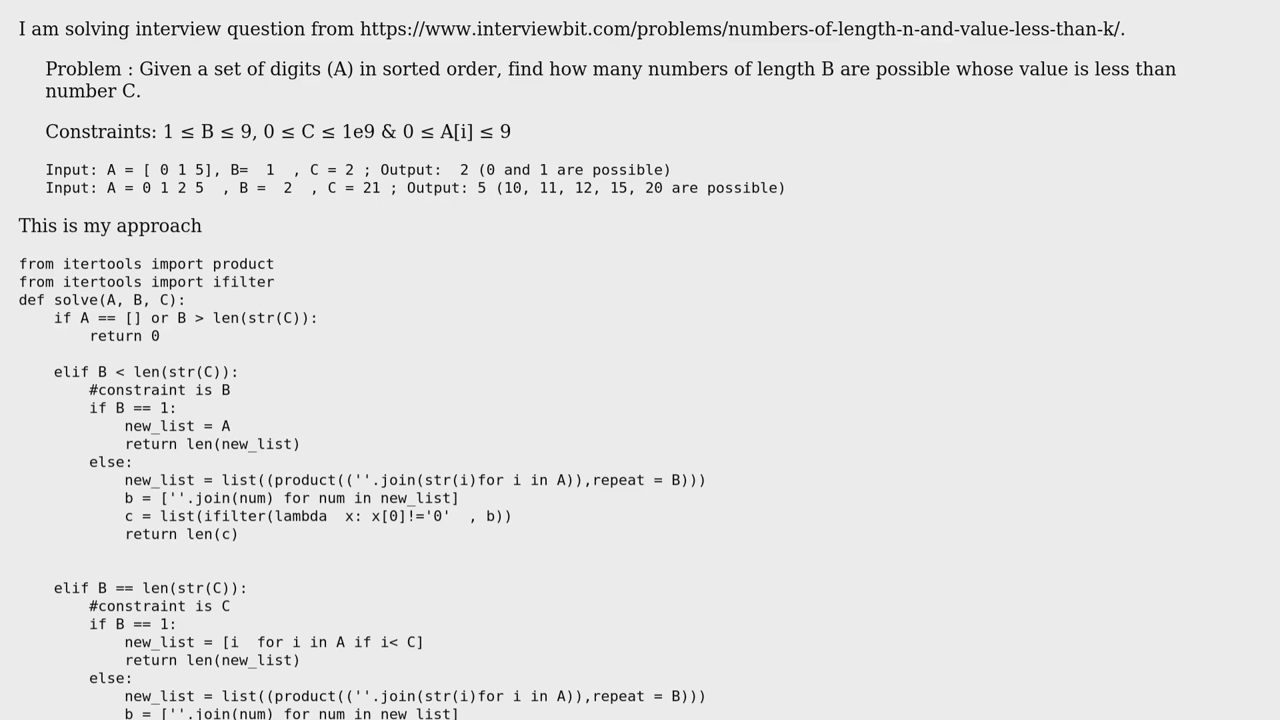 I am solving interview question from https://www.interviewbit.com/problems/numbers-of-length-n-and-value-less-than-k/.
Problem : Given a set of digits (A) in sorted order, find how many numbers of length B are possible whose value is less than
number C.
Constraints: 1 ≤ B ≤ 9, 0 ≤ C ≤ 1e9 & 0 ≤ A[i] ≤ 9
Input: A = [ 0 1 5], B=  1  , C = 2 ; Output:  2 (0 and 1 are possible)
Input: A = 0 1 2 5  , B =  2  , C = 21 ; Output: 5 (10, 11, 12, 15, 20 are possible)
This is my approach
from itertools import product
from itertools import ifilter
def solve(A, B, C):
    if A == [] or B > len(str(C)):
        return 0
    elif B < len(str(C)):
        #constraint is B
        if B == 1:
            new_list = A
            return len(new_list)
        else:
            new_list = list((product((''.join(str(i)for i in A)),repeat = B)))
            b = [''.join(num) for num in new_list]
            c = list(ifilter(lambda  x: x[0]!='0'  , b))
            return len(c)
    elif B == len(str(C)):
        #constraint is C
        if B == 1:
            new_list = [i  for i in A if i< C]
            return len(new_list)
        else:
            new_list = list((product((''.join(str(i)for i in A)),repeat = B)))
            b = [''.join(num) for num in new_list]